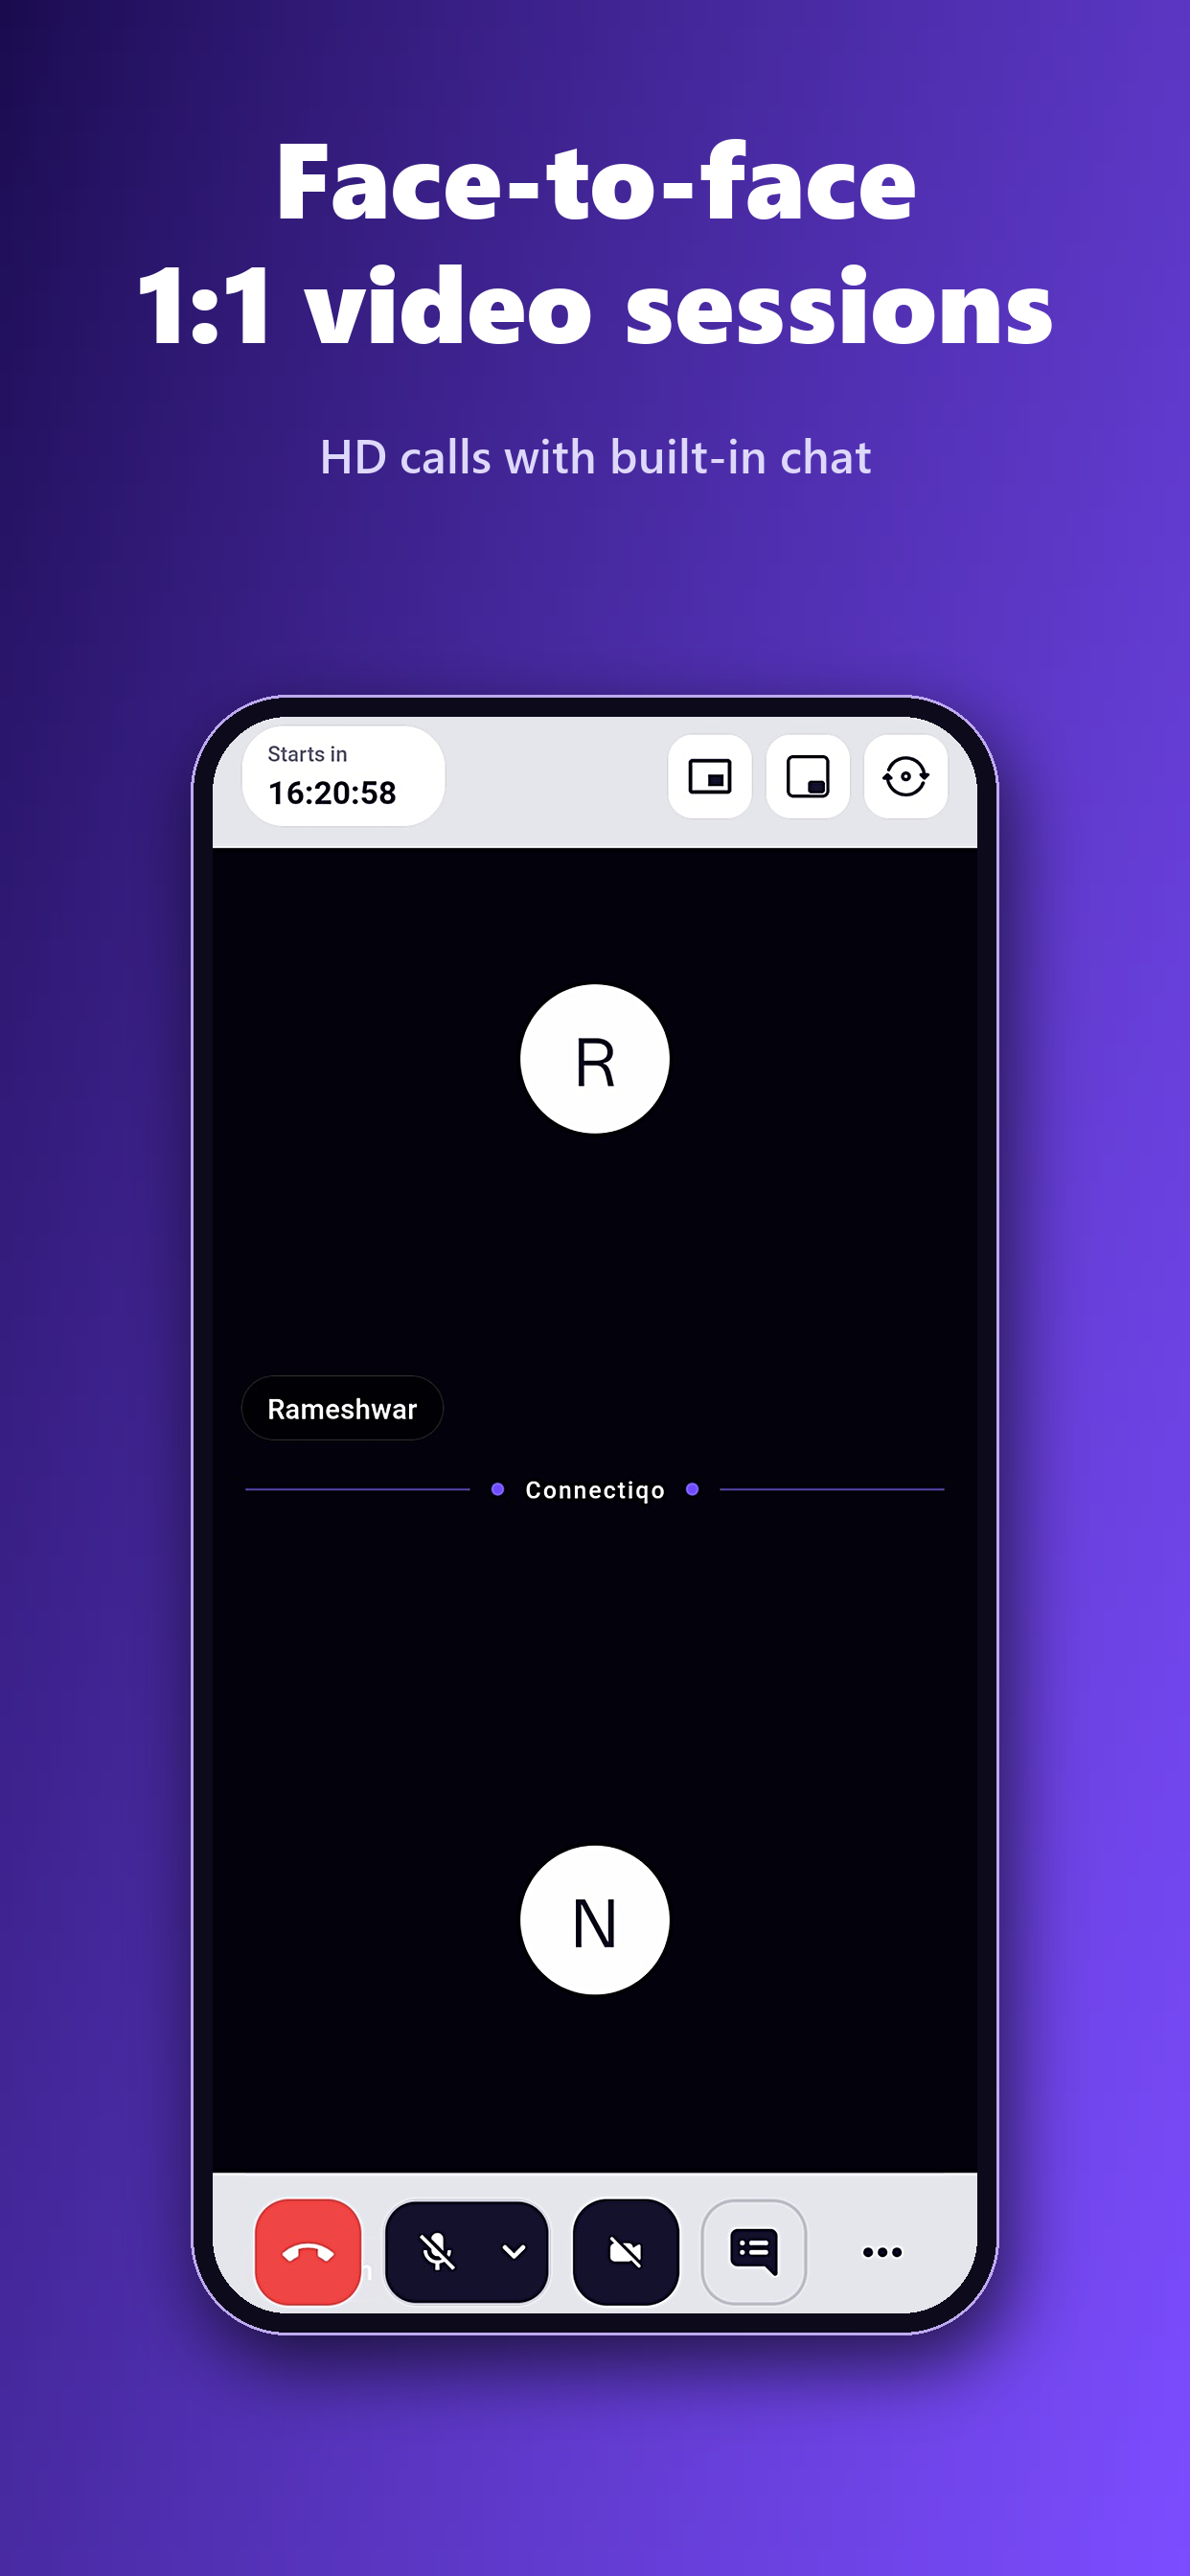 Face-to-face
1:1 video sessions
HD calls with built-in chat
Starts in
16:20:58
R
Rameshwar
Connectiqo
N